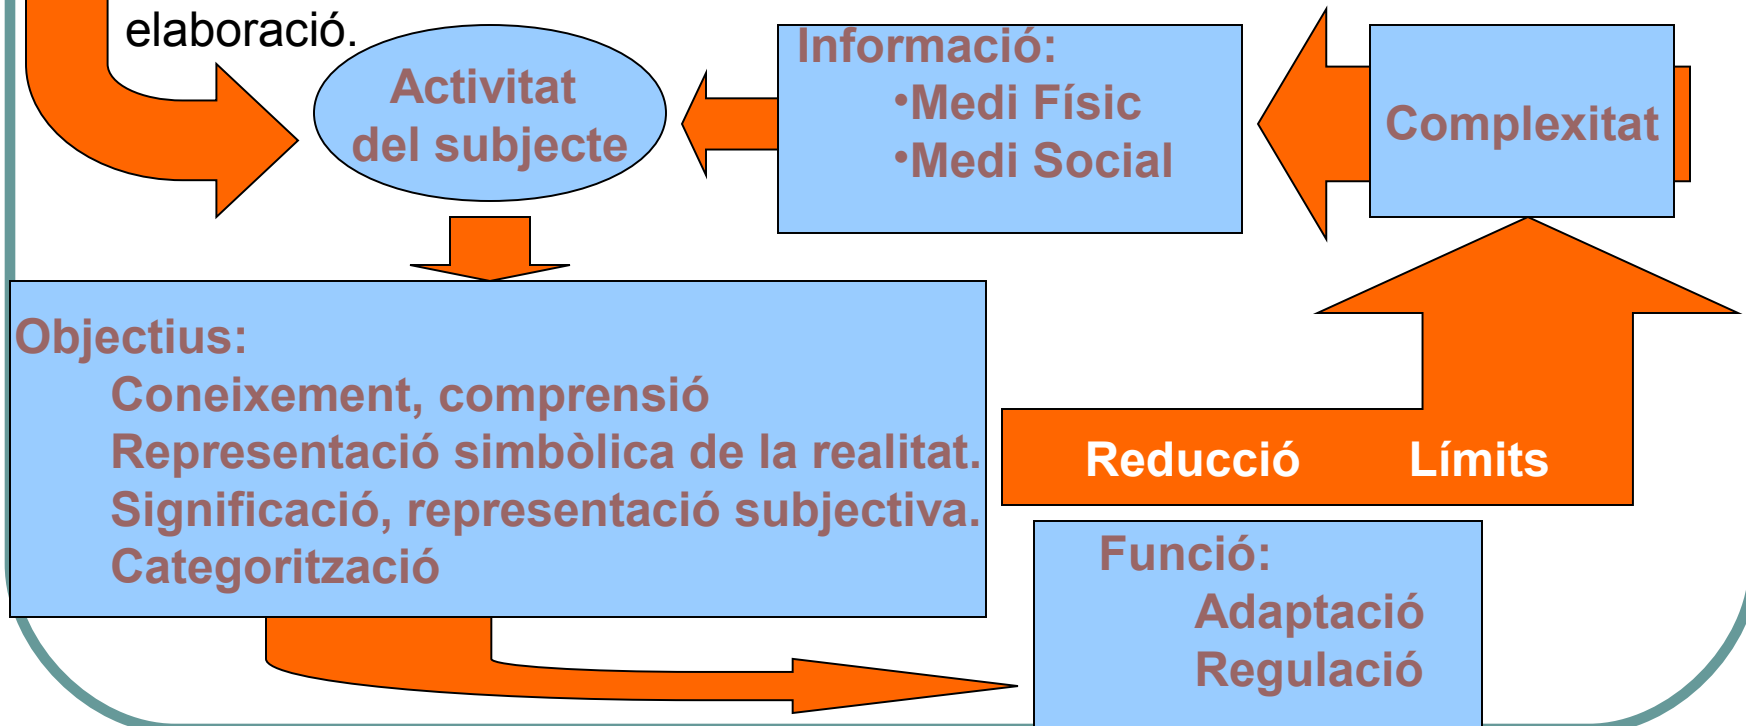 elaboració.
Activitat
del subjecte
Informació:
•Medi Físic
•Medi Social
Complexitat
Objectius:
Coneixement, comprensió
Representació simbòlica de la realitat.
Significació, representació subjectiva.
Categorització
Reducció Límits
Funció:
Adaptació
Regulació